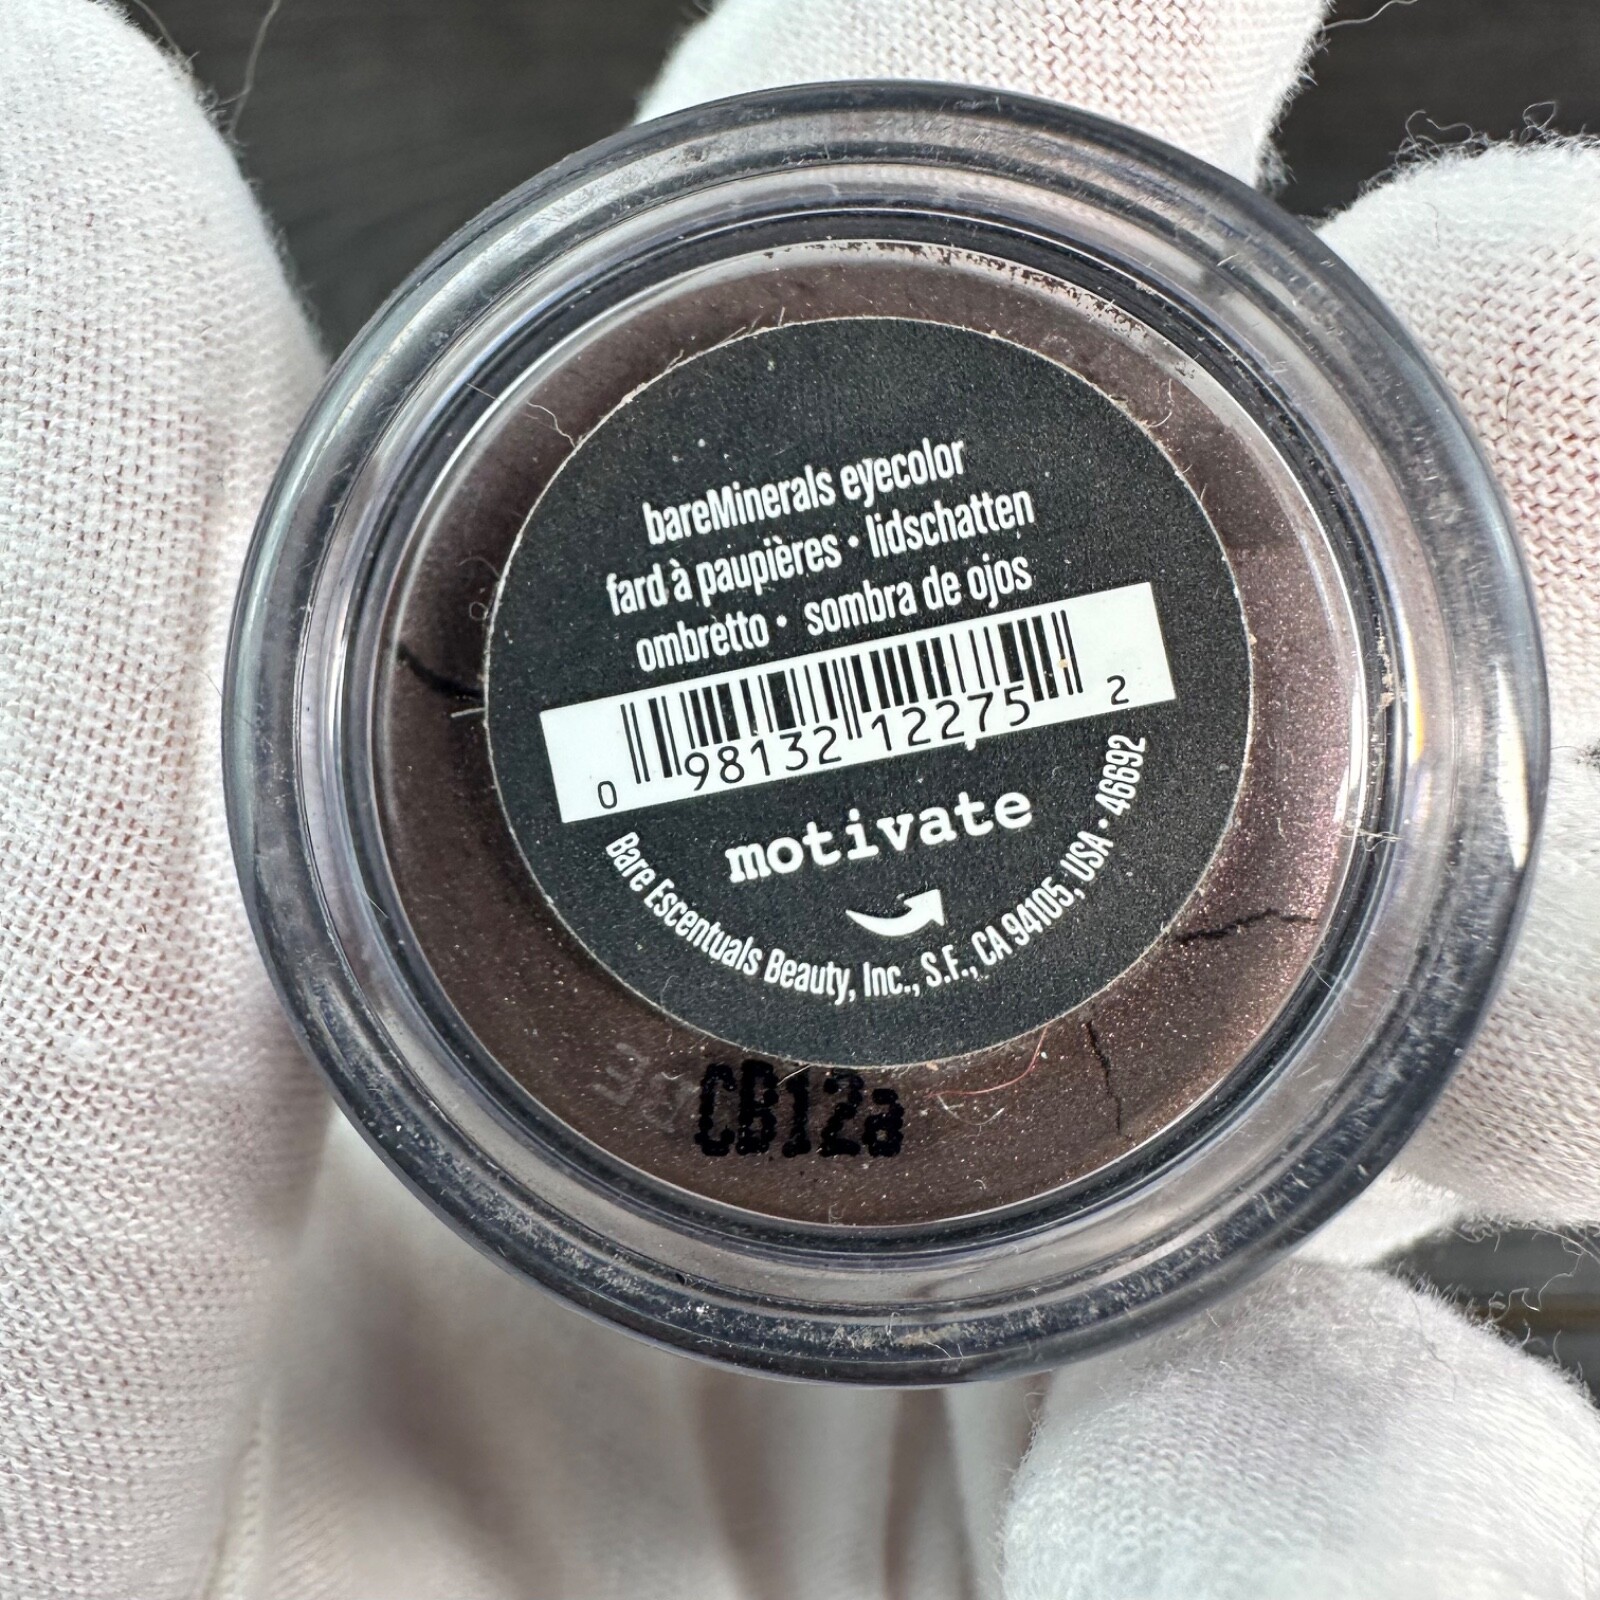 bareMinerals eyecolor
fard à paupières • lidschatten
ombretto • sombra de ojos
0 98132 12275 2
motivate
Bare Escentuals Beauty, Inc., S.F., CA 94105, USA • 46692
CB12a